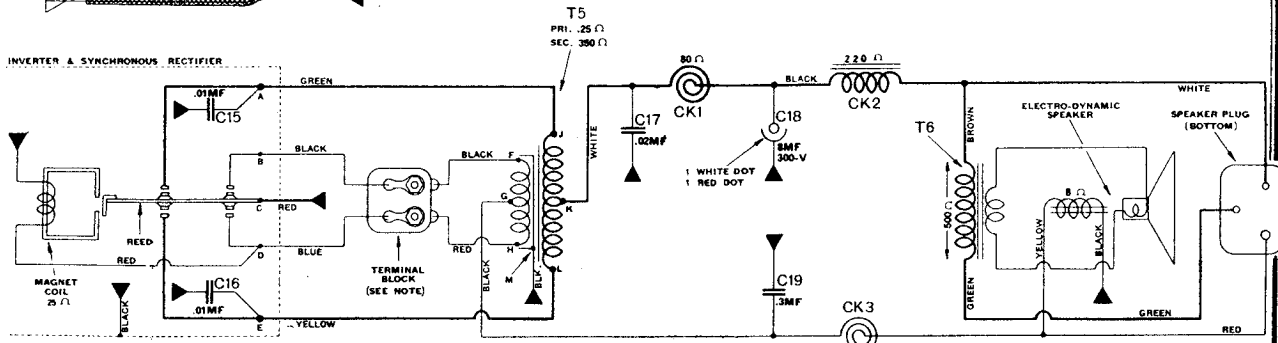 T5
PRI. .25 Ω
SEC. 350 Ω
INVERTER & SYNCHRONOUS RECTIFIER
.01MF
C15
A
GREEN
J
WHITE
80 Ω
CK1
BLACK
220 Ω
CK2
WHITE
C17
.02MF
C18
8MF
300-V
1 WHITE DOT
1 RED DOT
BROWN
T6
500 Ω
ELECTRO-DYNAMIC
SPEAKER
SPEAKER PLUG
(BOTTOM)
B
BLACK
BLACK
F
G
K
C
RED
REED
RED
D
BLUE
RED
H
M
BLK.
L
BLACK
MAGNET
COIL
25 Ω
BLACK
C16
.01MF
E
YELLOW
TERMINAL
BLOCK
(SEE NOTE)
C19
.3MF
CK3
8 Ω
YELLOW
BLACK
GREEN
GREEN
RED